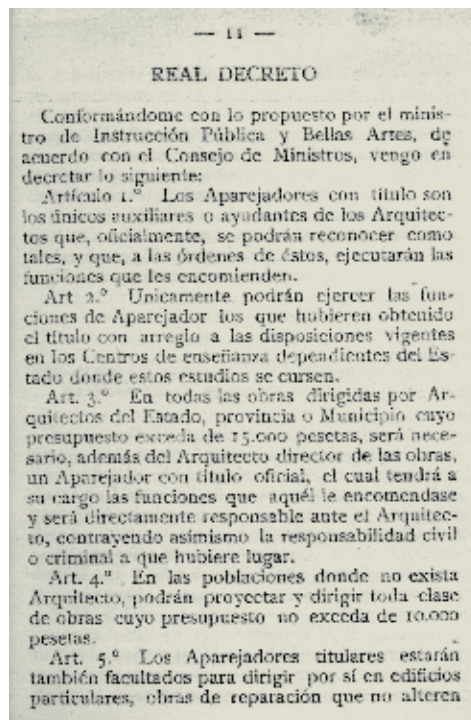 — 11 —
REAL DECRETO
Conformándome con lo propuesto por el minis-
tro de Instrucción Pública y Bellas Artes, de
acuerdo con el Consejo de Ministros, vengo en
decretar lo siguiente:
Artículo 1.º Los Aparejadores con título son
los únicos auxiliares o ayudantes de los Arquitec-
tos que, oficialmente, se podrán reconocer como
tales, y que, a las órdenes de éstos, ejecutarán las
funciones que les encomienden.
Art 2.º Unicamente podrán ejercer las fun-
ciones de Aparejador los que hubieren obtenido
el título con arreglo a las disposiciones vigentes
en los Centros de enseñanza dependientes del Es-
tado donde estos estudios se cursen.
Art. 3.º En todas las obras dirigidas por Ar-
quitectos del Estado, provincia o Municipio cuyo
presupuesto exceda de 15.000 pesetas, será nece-
sario, además del Arquitecto director de las obras,
un Aparejador con título oficial, el cual tendrá a
su cargo las funciones que aquél le encomendase
y será directamente responsable ante el Arquitec-
to, contrayendo asimismo la responsabilidad civil
o criminal a que hubiere lugar.
Art. 4.º En las poblaciones donde no exista
Arquitecto, podrán proyectar y dirigir toda clase
de obras cuyo presupuesto no exceda de 10.000
pesetas.
Art. 5.º Los Aparejadores titulares estarán
también facultados para dirigir por sí en edificios
particulares, obras de reparación que no alteren